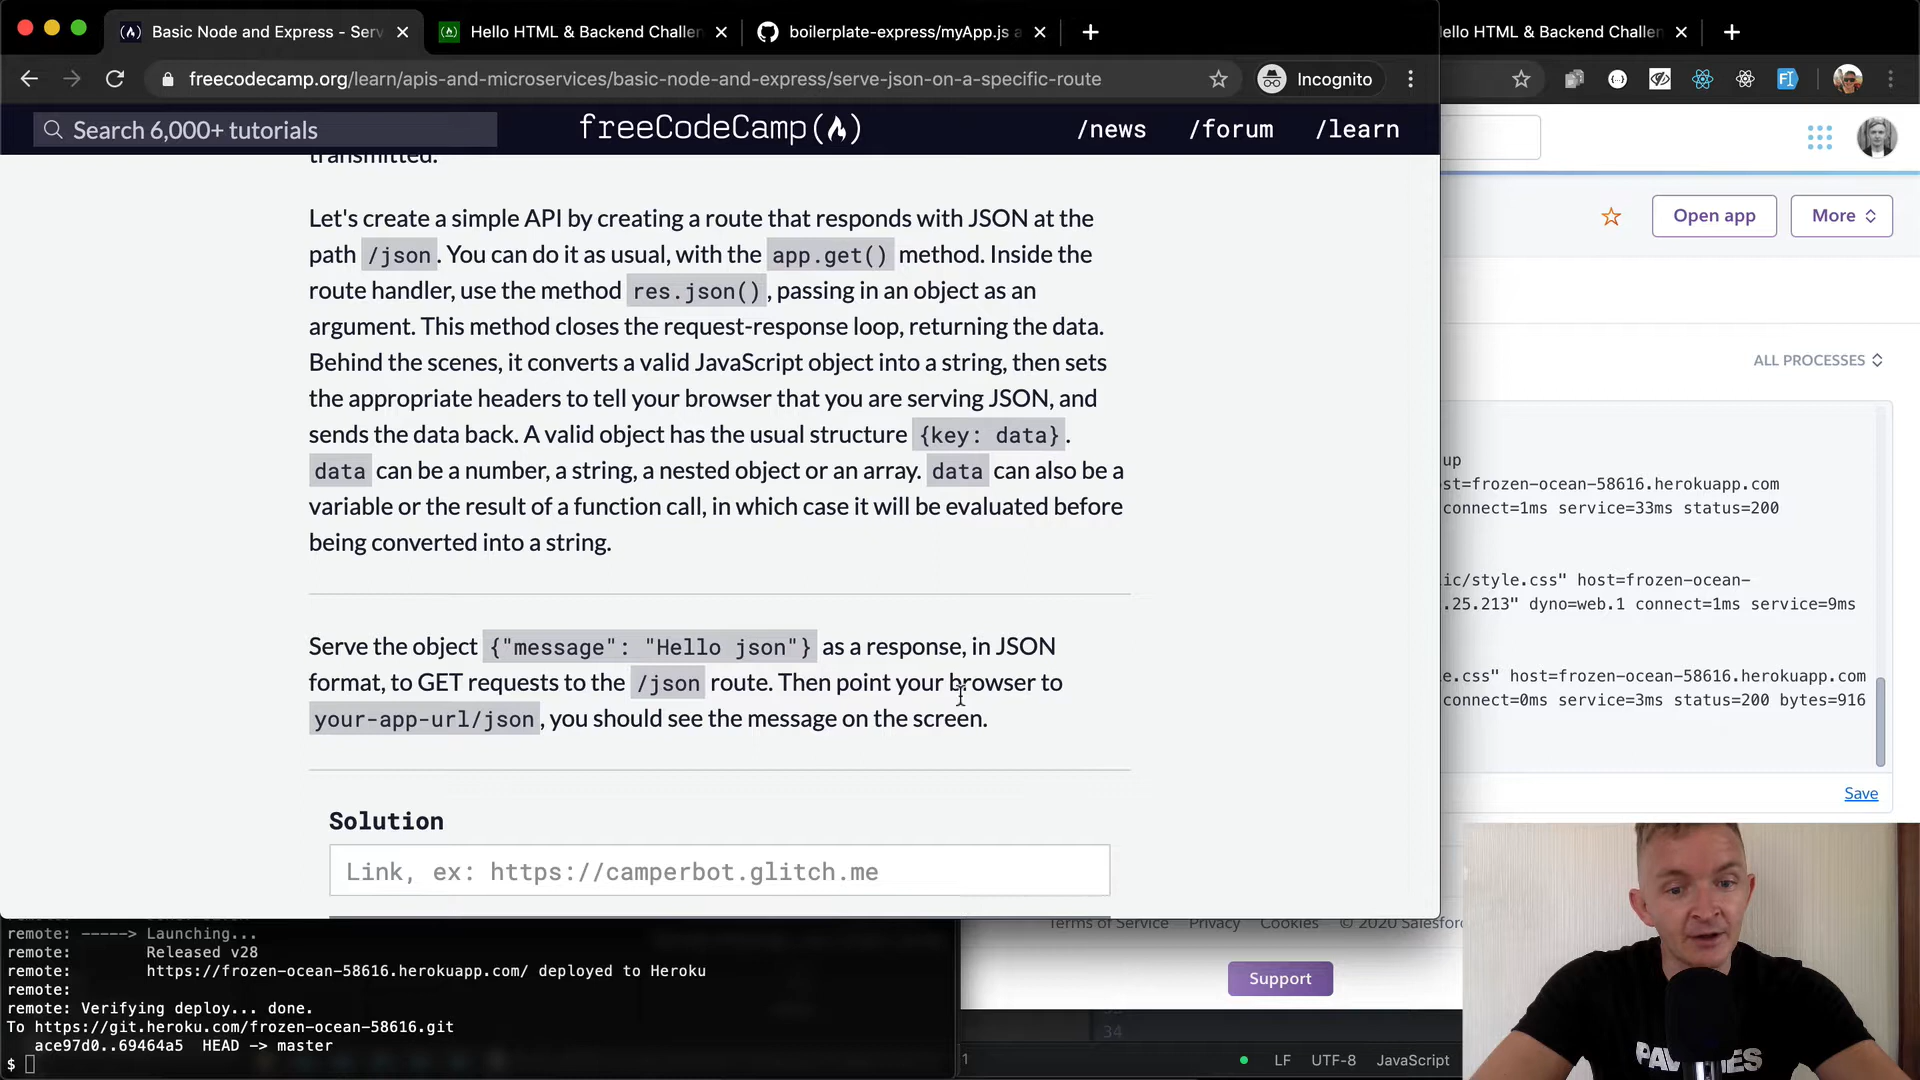 Basic Node and Express - Serv
Hello HTML & Backend Challen
boilerplate-express/myApp.js a
Hello HTML & Backend Challen
freecodecamp.org/learn/apis-and-microservices/basic-node-and-express/serve-json-on-a-specific-route
Incognito
Search 6,000+ tutorials
freeCodeCamp
/news
/forum
/learn
transmitted.
Let's create a simple API by creating a route that responds with JSON at the
path /json . You can do it as usual, with the app.get() method. Inside the
route handler, use the method res.json() , passing in an object as an
argument. This method closes the request-response loop, returning the data.
Behind the scenes, it converts a valid JavaScript object into a string, then sets
the appropriate headers to tell your browser that you are serving JSON, and
sends the data back. A valid object has the usual structure {key: data} .
data can be a number, a string, a nested object or an array. data can also be a
variable or the result of a function call, in which case it will be evaluated before
being converted into a string.
Serve the object {"message": "Hello json"} as a response, in JSON
format, to GET requests to the /json route. Then point your browser to
your-app-url/json , you should see the message on the screen.
Solution
Link, ex: https://camperbot.glitch.me
Open app
More
ALL PROCESSES
up
st=frozen-ocean-58616.herokuapp.com
connect=1ms service=33ms status=200
ic/style.css" host=frozen-ocean-
.25.213" dyno=web.1 connect=1ms service=9ms
e.css" host=frozen-ocean-58616.herokuapp.com
connect=0ms service=3ms status=200 bytes=916
Save
Terms of Service Privacy Cookies © 2020 Salesfor
Support
remote: -----> Launching...
remote: Released v28
remote: https://frozen-ocean-58616.herokuapp.com/ deployed to Heroku
remote:
remote: Verifying deploy... done.
To https://git.heroku.com/frozen-ocean-58616.git
ace97d0..69464a5 HEAD -> master
$
34
LF UTF-8 JavaScript